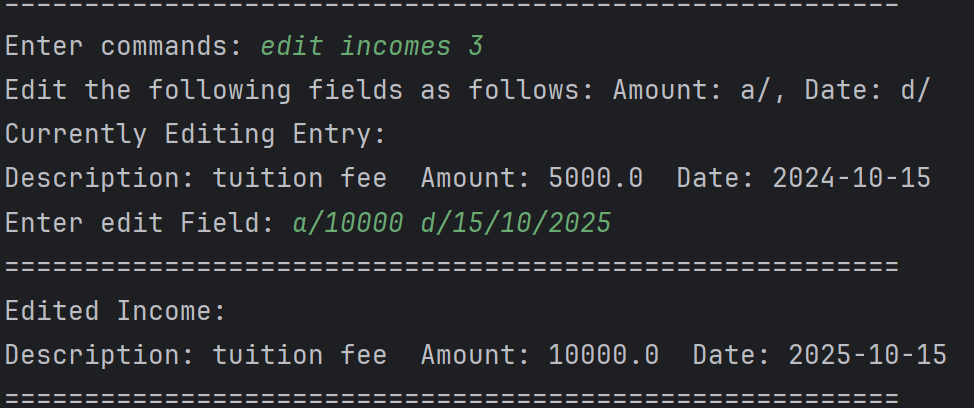 ========================================================
Enter commands: edit incomes 3
Edit the following fields as follows: Amount: a/, Date: d/
Currently Editing Entry:
Description: tuition fee  Amount: 5000.0  Date: 2024-10-15
Enter edit Field: a/10000 d/15/10/2025
========================================================
Edited Income:
Description: tuition fee  Amount: 10000.0  Date: 2025-10-15
========================================================